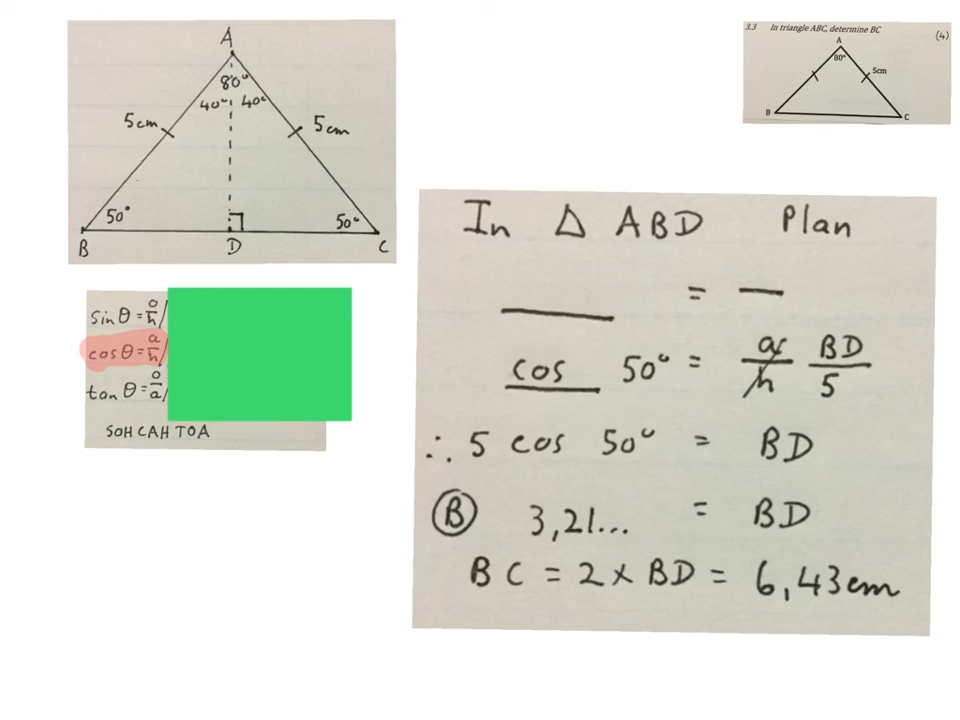 A
80°
40° 40°
5cm 5cm
50° 50°
B D C
3.3 In triangle ABC, determine BC (4)
A
80°
5cm
B C
sin θ = o/h
cos θ = a/h
tan θ = o/a
SOH CAH TOA
In Δ ABD Plan
___ = —
cos 50° = a/h BD/5
∴ 5 cos 50° = BD
B 3,21... = BD
BC = 2 × BD = 6,43cm